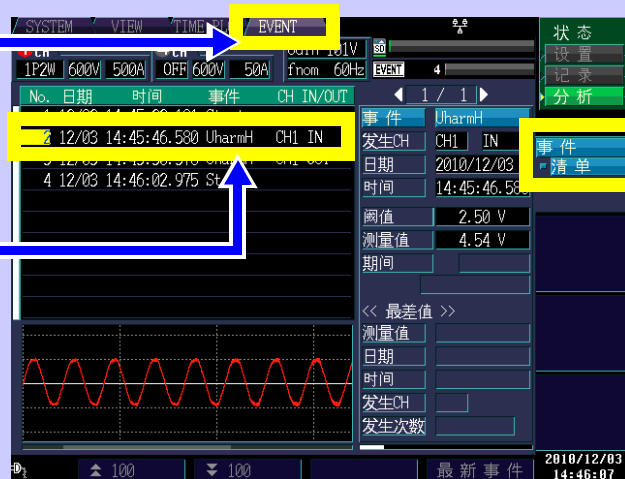 SYSTEM VIEW EVENT
状态
设置
1P2W 600V 500A OFF 600V 50A fnom 60Hz EVENT 4
记录
分析
No. 日期 时间 事件 CH IN/OUT
1 / 1
事件 UharmH
2 12/03 14:45:46.580 UharmH CH1 IN
发生CH CH1 IN
事件
清单
日期 2010/12/03
4 12/03 14:46:02.975
时间 14:45:46.580
阈值 2.50 V
测量值 4.54 V
期间
<< 最差值 >>
测量值
日期
时间
发生CH
发生次数
100 100 最新事件
2010/12/03
14:46:07